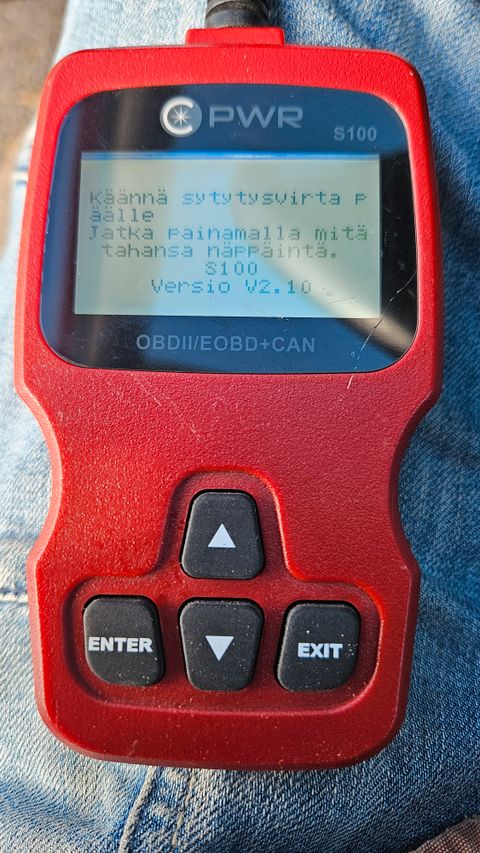 PWR
S100
Käännä sytytysvirta p
äälle
Jatka painamalla mitä
tahansa näppäintä.
S100
Versio V2.10
OBDII/EOBD+CAN
ENTER
EXIT